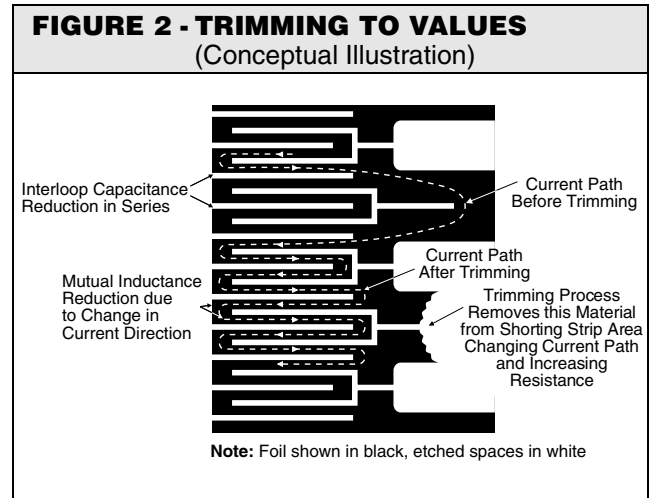 FIGURE 2 - TRIMMING TO VALUES
(Conceptual Illustration)
Interloop Capacitance
Reduction in Series
Current Path
Before Trimming
Mutual Inductance
Reduction due
to Change in
Current Direction
Current Path
After Trimming
Trimming Process
Removes this Material
from Shorting Strip Area
Changing Current Path
and Increasing
Resistance
Note: Foil shown in black, etched spaces in white